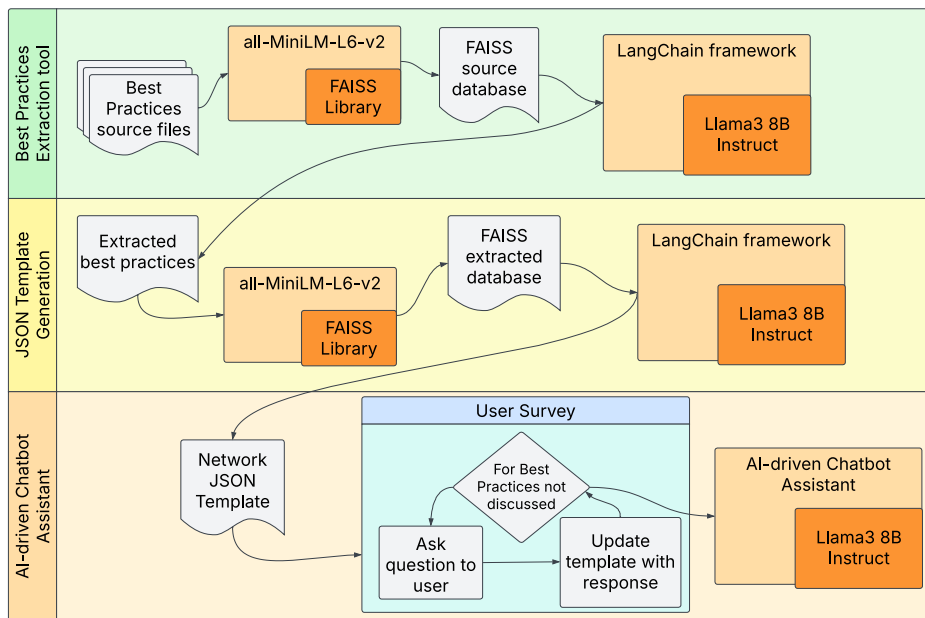 Best Practices
Extraction tool
Best
Practices
source files
all-MiniLM-L6-v2
FAISS
Library
FAISS
source
database
LangChain framework
Llama3 8B
Instruct
JSON Template
Generation
Extracted
best practices
all-MiniLM-L6-v2
FAISS
Library
FAISS
extracted
database
LangChain framework
Llama3 8B
Instruct
AI-driven Chatbot
Assistant
Network
JSON
Template
User Survey
For Best
Practices not
discussed
Ask
question to
user
Update
template with
response
AI-driven Chatbot
Assistant
Llama3 8B
Instruct